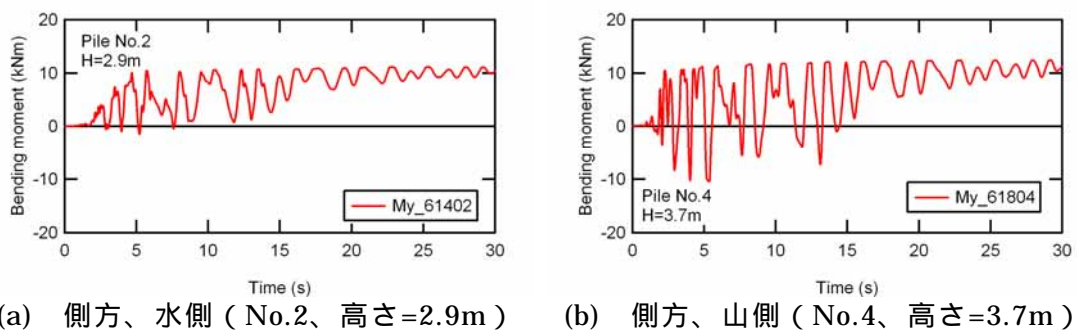 20
10
0
-10
-20
Bending moment (kNm)
Pile No.2
H=2.9m
My_61402
0 5 10 15 20 25 30
Time (s)
20
10
0
-10
-20
Bending moment (kNm)
Pile No.4
H=3.7m
My_61804
0 5 10 15 20 25 30
Time (s)
(a) 側方、水側(No.2、高さ=2.9m)
(b) 側方、山側(No.4、高さ=3.7m)